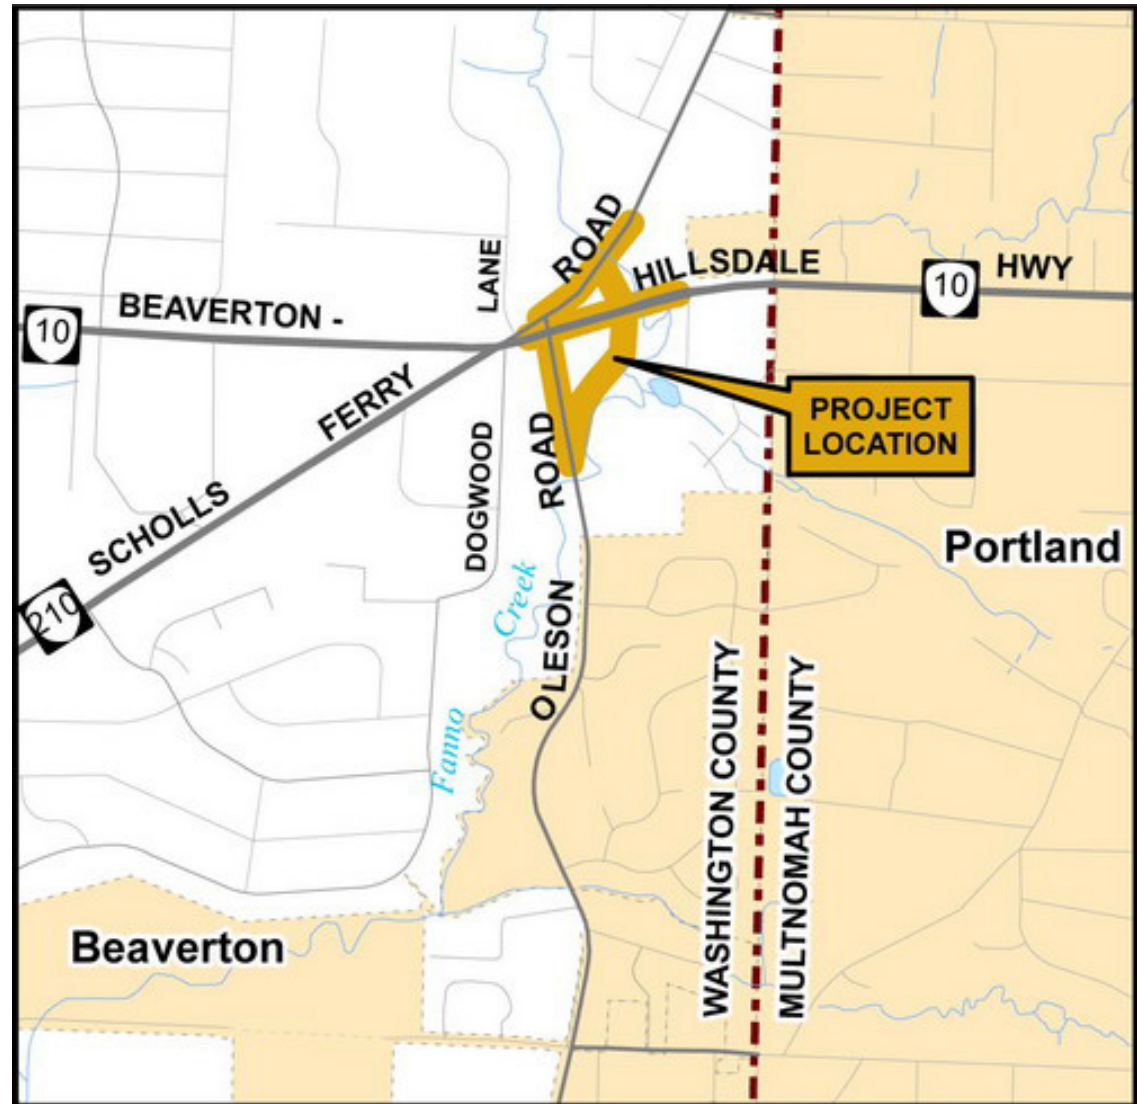 ROAD
HILLSDALE
HWY
10
LANE
BEAVERTON -
10
PROJECT
LOCATION
FERRY
ROAD
DOGWOOD
SCHOLLS
210
Portland
Creek
OLESON
Fanno
WASHINGTON COUNTY
MULTNOMAH COUNTY
Beaverton